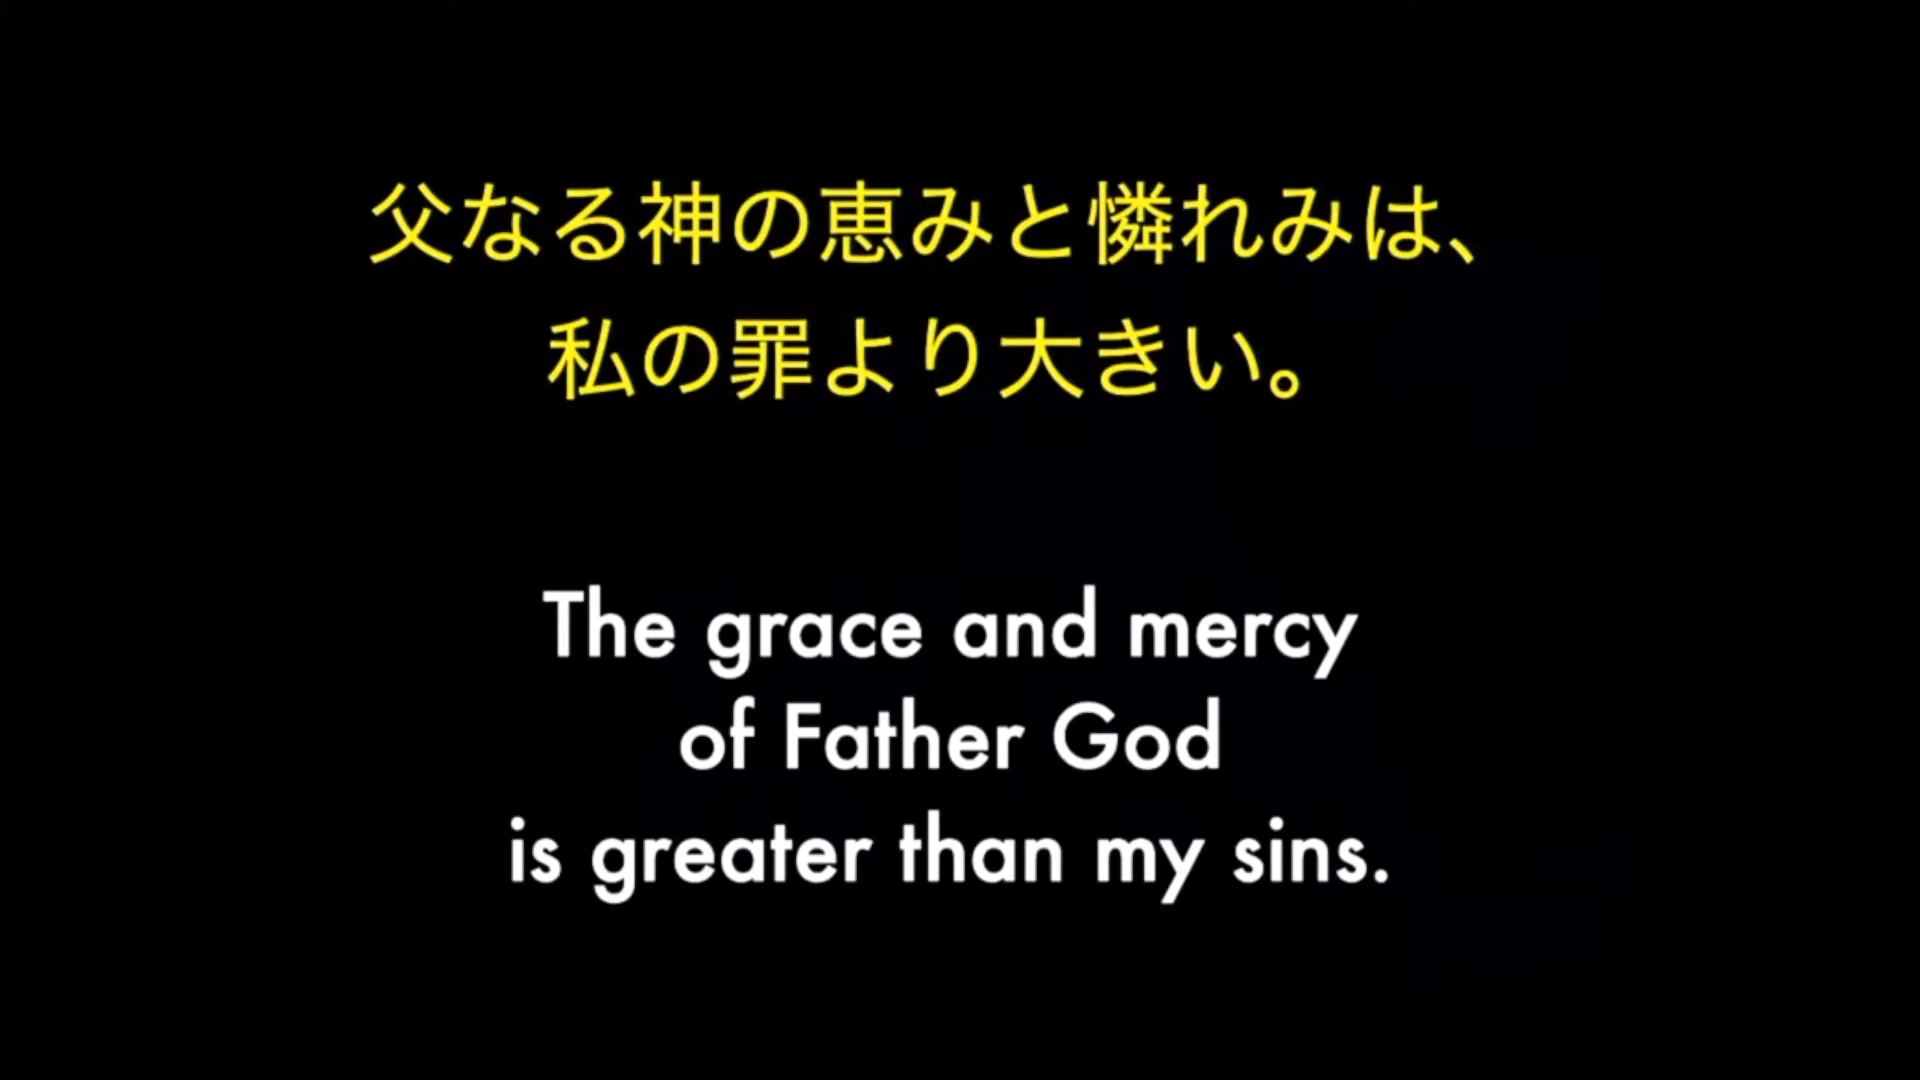 父なる神の恵みと憐れみは、
私の罪より大きい。
The grace and mercy
of Father God
is greater than my sins.